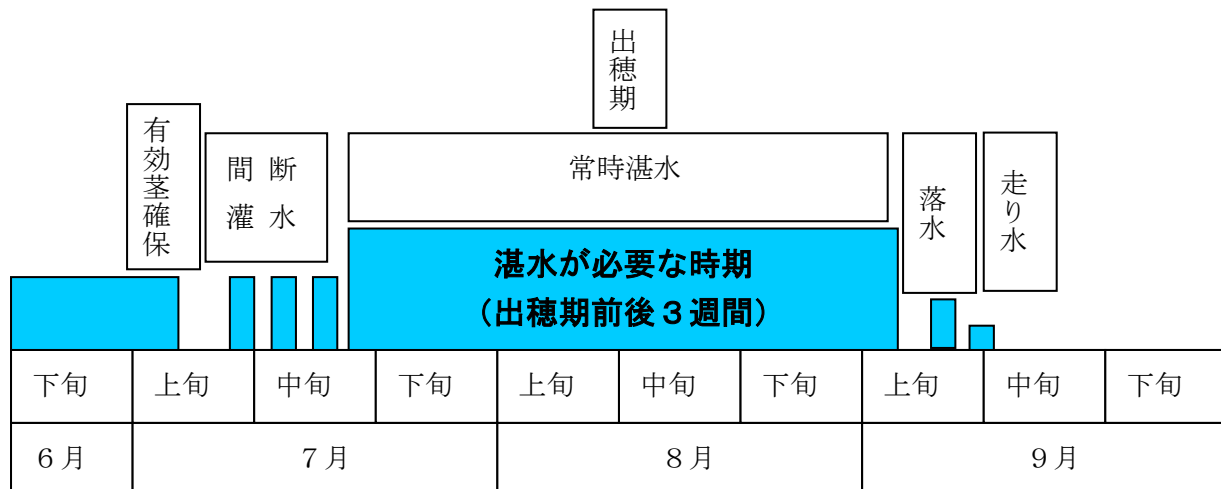 出穂期
有効茎確保
間 断
灌 水
常時湛水
落水
走り水
湛水が必要な時期
（出穂期前後３週間）
下旬 上旬 中旬 下旬 上旬 中旬 下旬 上旬 中旬 下旬
６月 ７月 ８月 ９月